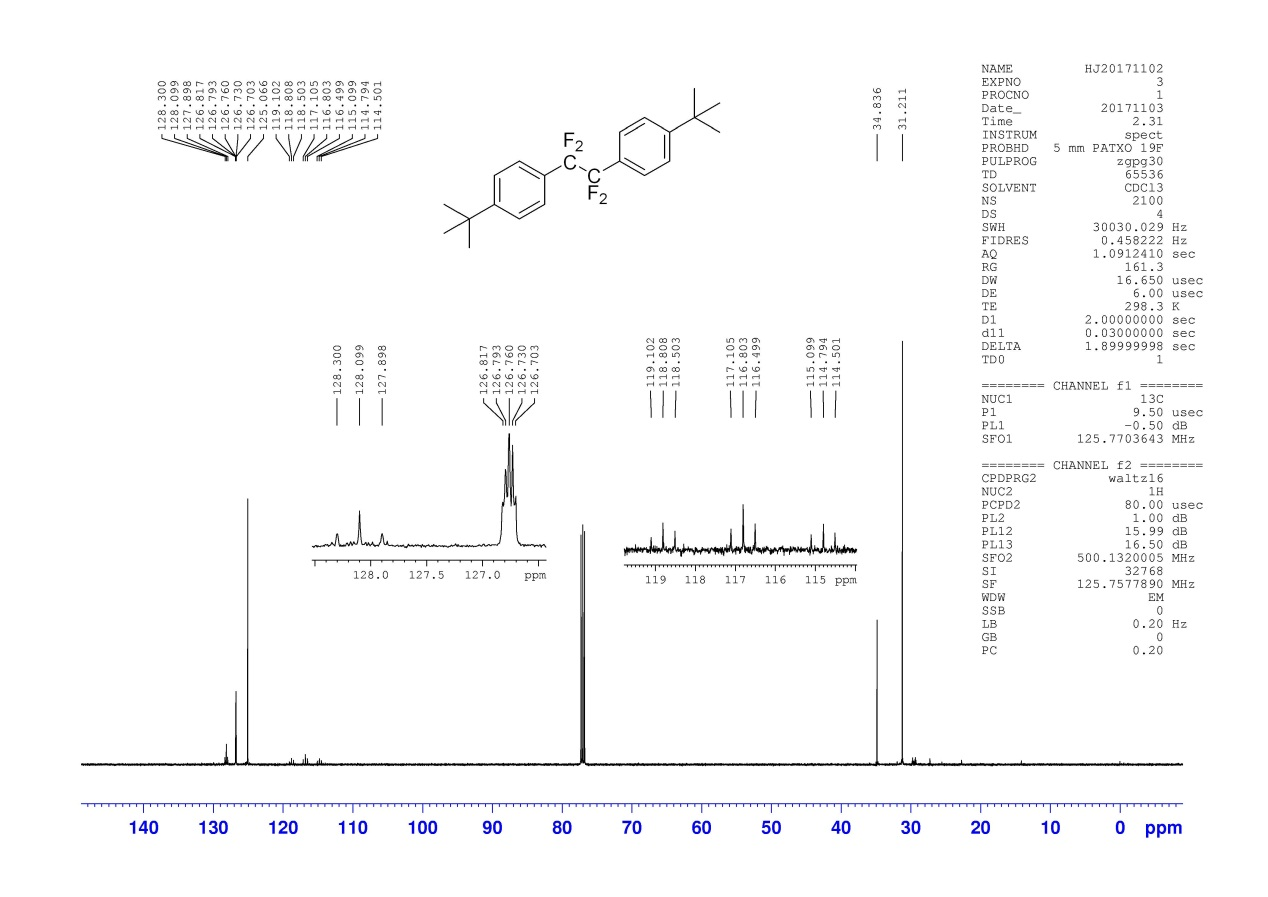 128.300
128.099
127.898
126.817
126.793
126.760
126.730
126.703
125.066
119.102
118.808
118.503
117.105
116.803
116.499
115.099
114.794
114.501
34.836
31.211
F2
C
C
F2
NAME HJ20171102
EXPNO 3
PROCNO 1
Date_ 20171103
Time 2.31
INSTRUM spect
PROBHD 5 mm PATXO 19F
PULPROG zgpg30
TD 65536
SOLVENT CDCl3
NS 2100
DS 4
SWH 30030.029 Hz
FIDRES 0.458222 Hz
AQ 1.0912410 sec
RG 161.3
DW 16.650 usec
DE 6.00 usec
TE 298.3 K
D1 2.00000000 sec
d11 0.03000000 sec
DELTA 1.89999998 sec
TD0 1
======== CHANNEL f1 ========
NUC1 13C
P1 9.50 usec
PL1 -0.50 dB
SFO1 125.7703643 MHz
======== CHANNEL f2 ========
CPDPRG2 waltz16
NUC2 1H
PCPD2 80.00 usec
PL2 1.00 dB
PL12 15.99 dB
PL13 16.50 dB
SFO2 500.1320005 MHz
SI 32768
SF 125.7577890 MHz
WDW EM
SSB 0
LB 0.20 Hz
GB 0
PC 0.20
128.300
128.099
127.898
126.817
126.793
126.760
126.730
126.703
128.0 127.5 127.0 ppm
119.102
118.808
118.503
117.105
116.803
116.499
115.099
114.794
114.501
119 118 117 116 115 ppm
140 130 120 110 100 90 80 70 60 50 40 30 20 10 0 ppm